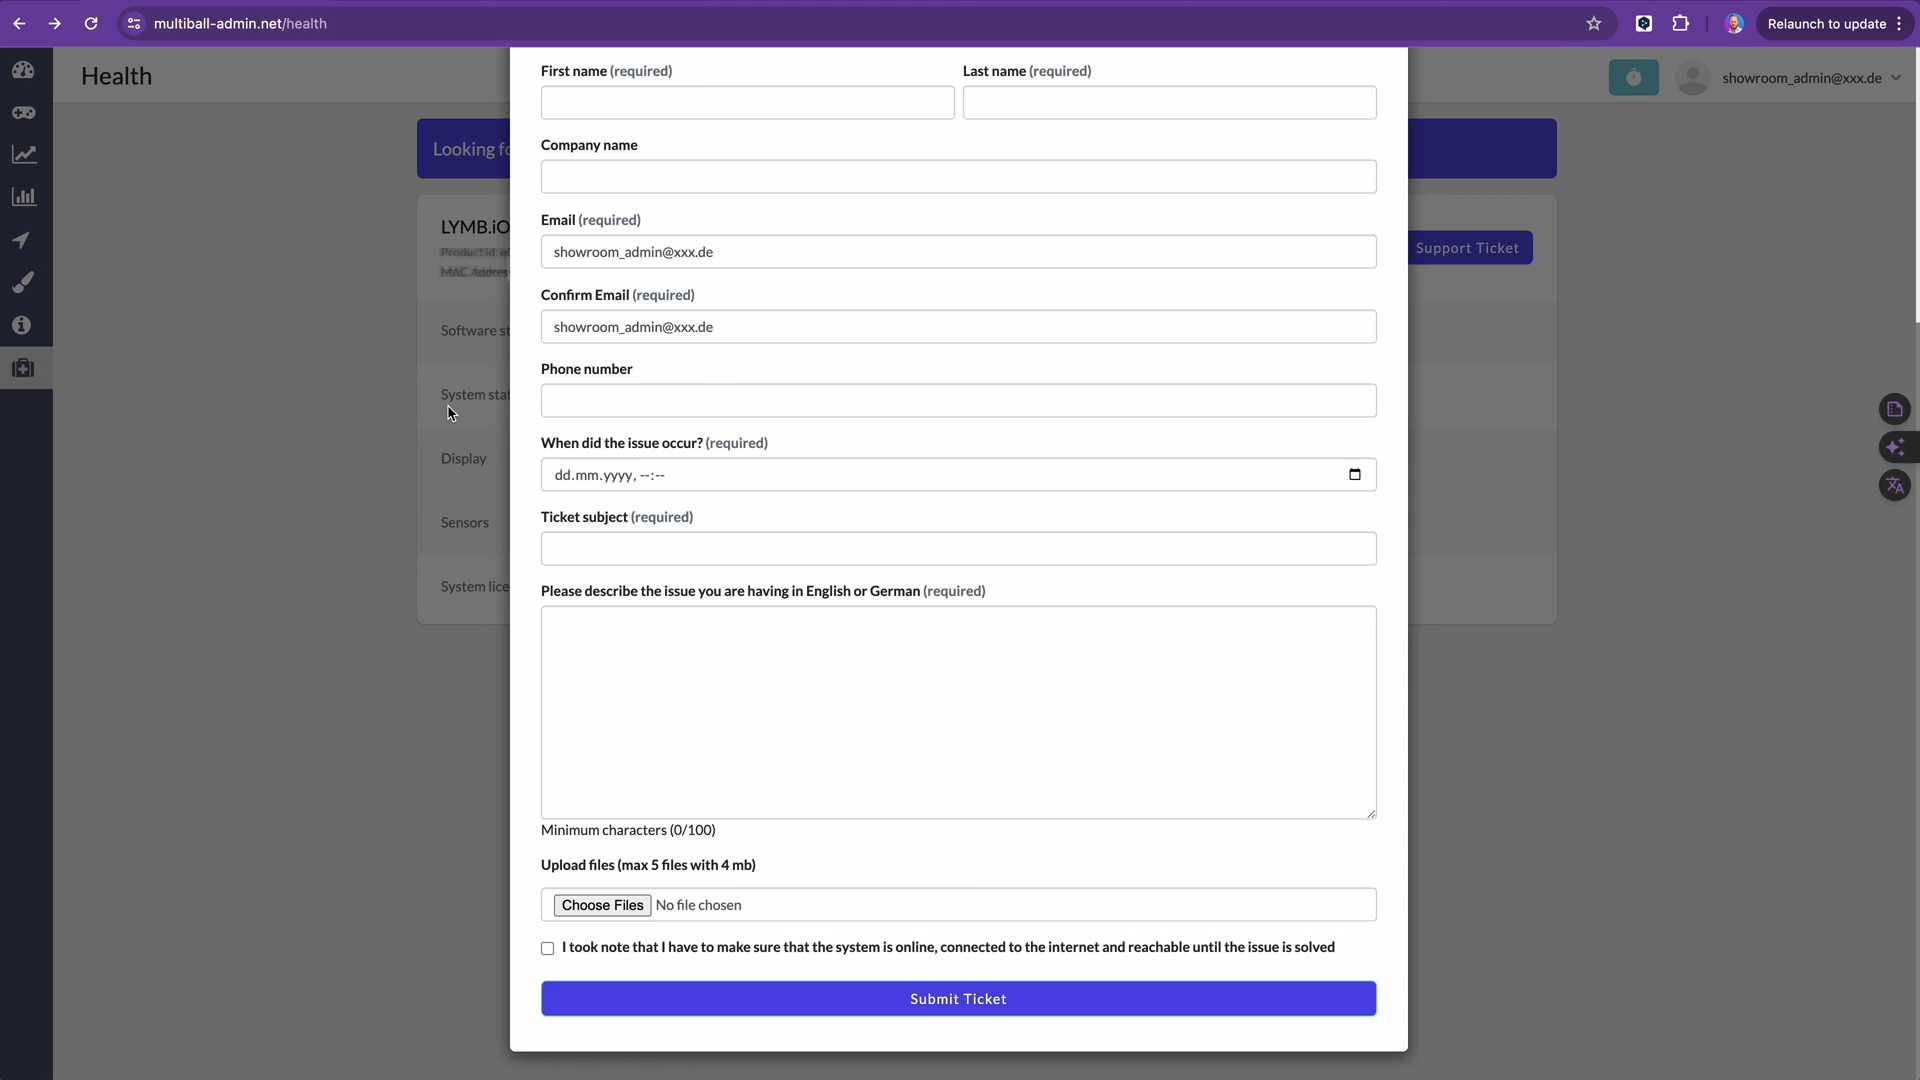 multiball-admin.net/health
Relaunch to update
Health
showroom_admin@xxx.de
First name (required)
Last name (required)
Looking fo
Company name
LYMB.iO
Product id: e
MAC Addres
Support Ticket
Email (required)
showroom_admin@xxx.de
Confirm Email (required)
showroom_admin@xxx.de
Software st
Phone number
System stat
When did the issue occur? (required)
dd.mm.yyyy, --:--
Display
Ticket subject (required)
Sensors
System lice
Please describe the issue you are having in English or German (required)
Minimum characters (0/100)
Upload files (max 5 files with 4 mb)
Choose Files No file chosen
I took note that I have to make sure that the system is online, connected to the internet and reachable until the issue is solved
Submit Ticket